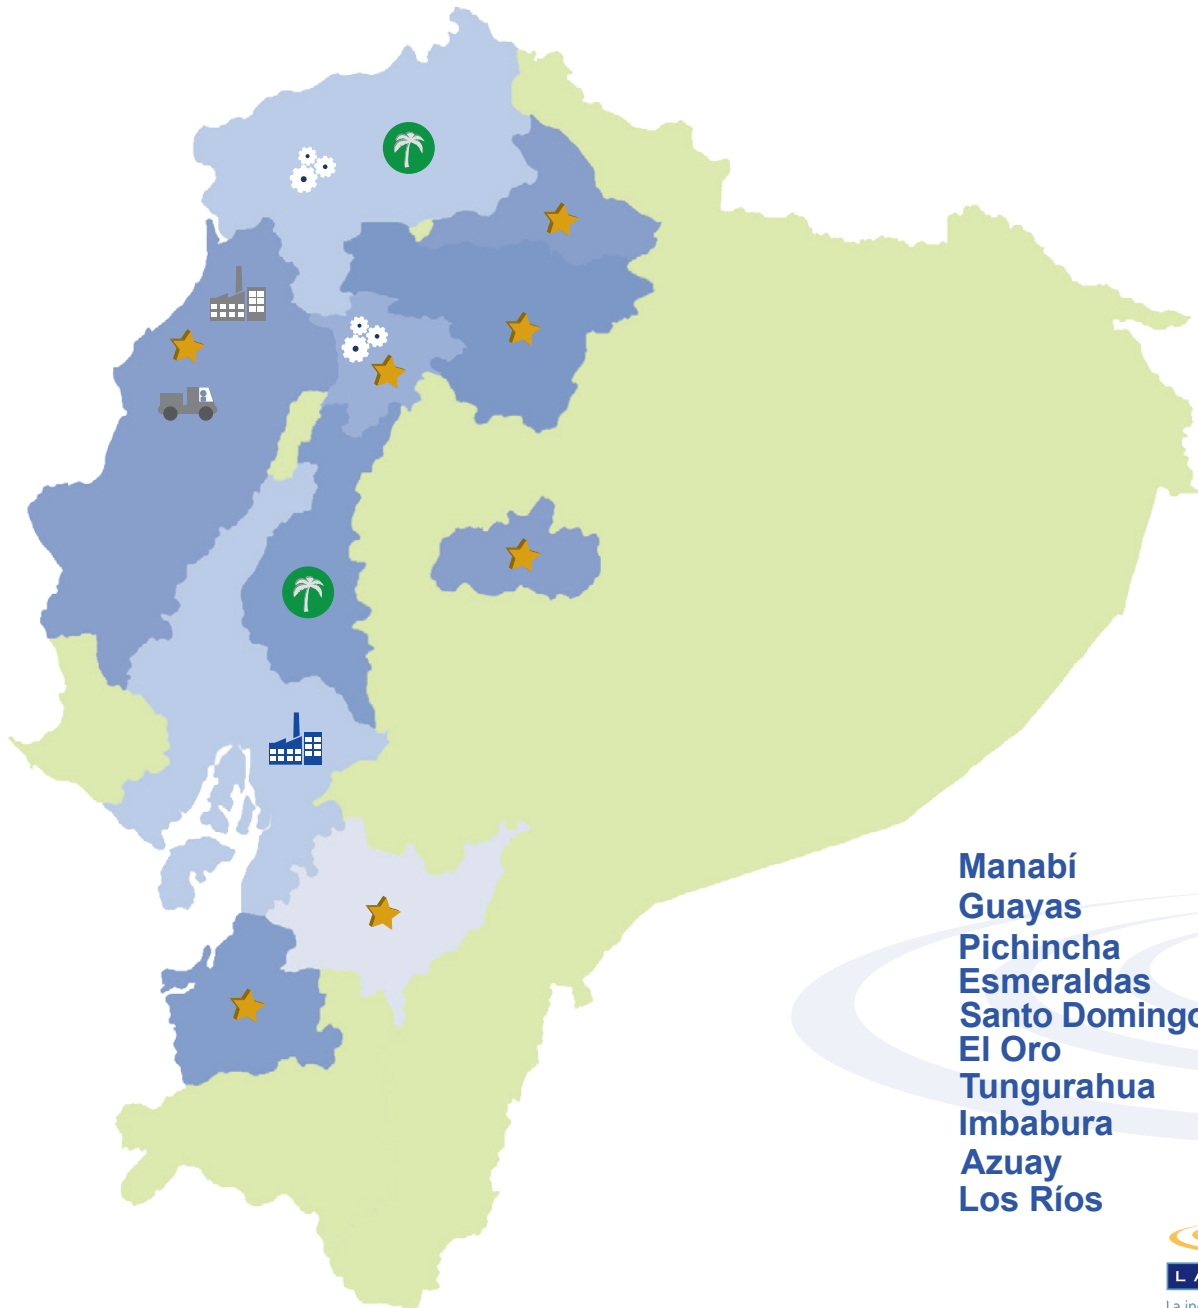 Manabí
Guayas
Pichincha
Esmeraldas
Santo Domingo
El Oro
Tungurahua
Imbabura
Azuay
Los Ríos
L A